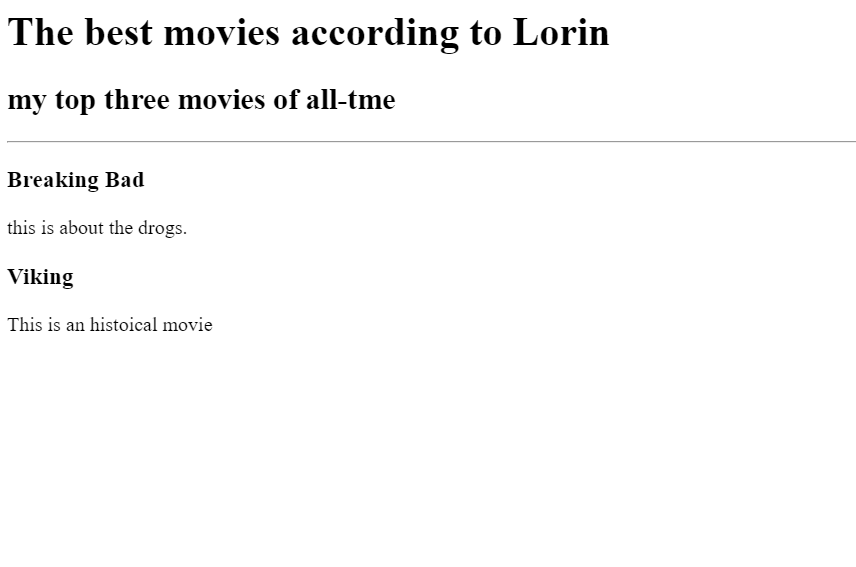 The best movies according to Lorin
my top three movies of all-tme
Breaking Bad
this is about the drogs.
Viking
This is an histoical movie